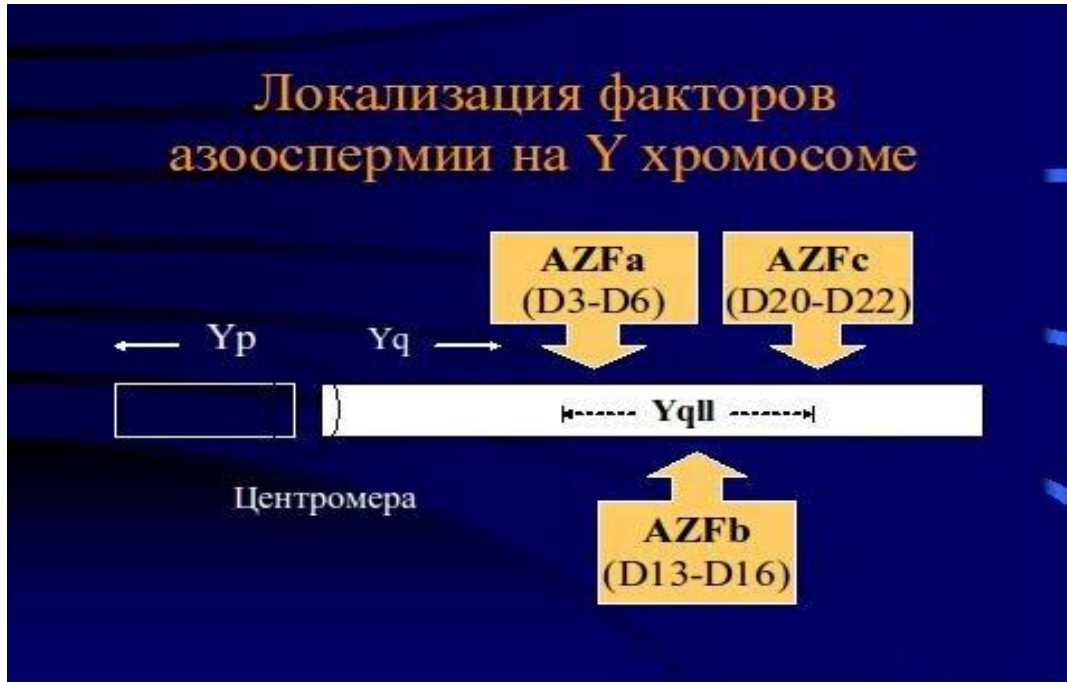 Локализация факторов
азооспермии на Y хромосоме
AZFa
(D3-D6)
AZFc
(D20-D22)
Yp
Yq
Yqll
Центромера
AZFb
(D13-D16)